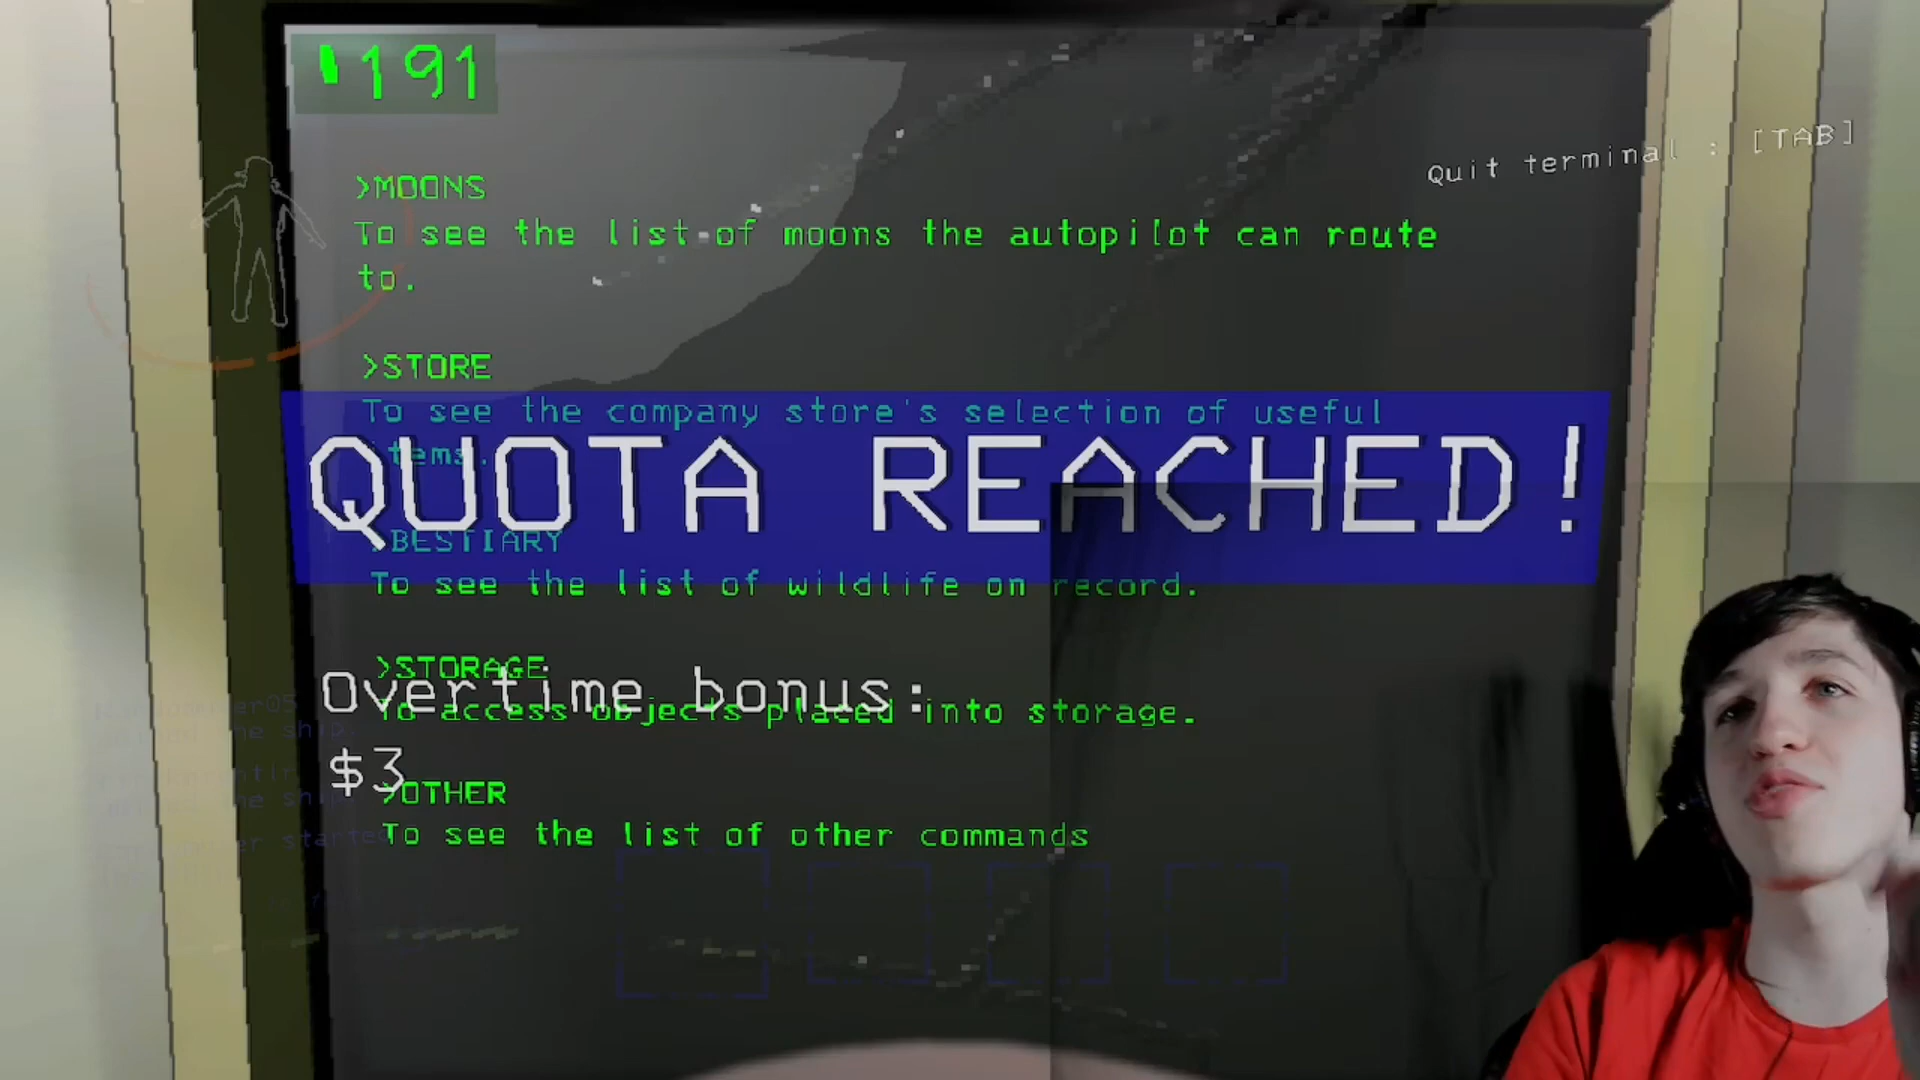 191
Quit terminal : [TAB]
>MOONS
To see the list of moons the autopilot can route
to.
>STORE
To see the company store's selection of useful
items.
QUOTA REACHED!
>BESTIARY
To see the list of wildlife on record.
>STORAGE
Overtime bonus:
To access objects placed into storage.
$3
>OTHER
To see the list of other commands